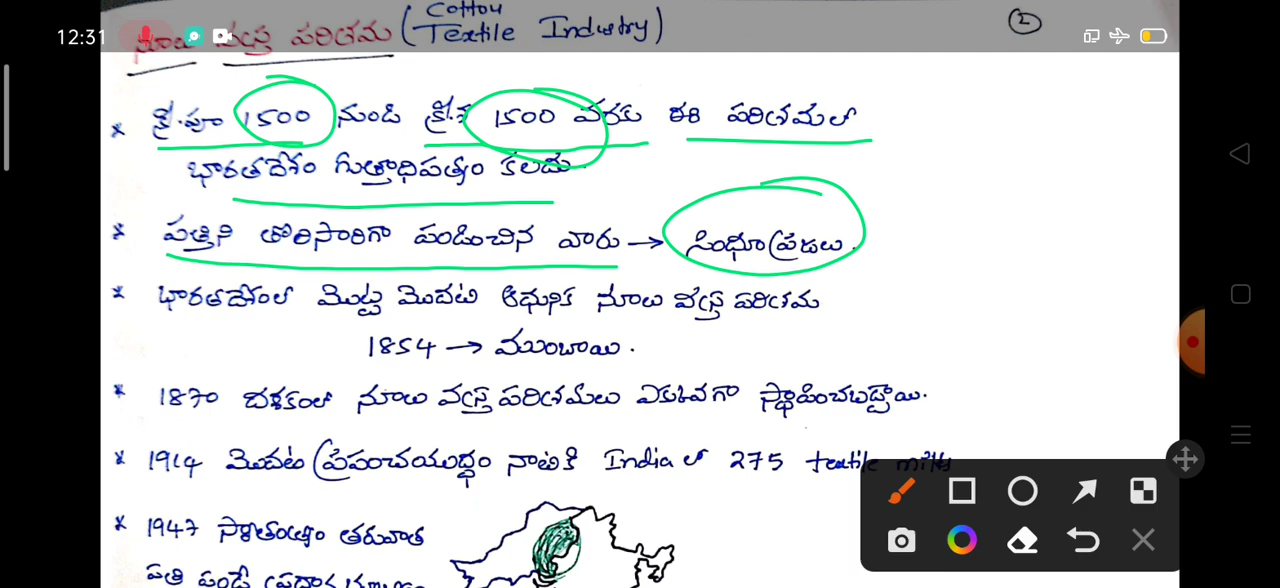 12:31
నూలు వస్త్ర పరిశ్రమ (Cotton Textile Industry)
2
* క్రీ.పూ 1500 నుండి క్రీ.శ 1500 వరకు ఈ పరిశ్రమలో
భారతదేశం గుత్తాధిపత్యం కలదు.
* పత్తిని తొలిసారిగా పండించిన వారు → సింధూ ప్రజలు.
* భారతదేశంలో మొట్ట మొదటి ఆధునిక నూలు వస్త్ర పరిశ్రమ
1854 → ముంబాయి.
* 1870 దశకంలో నూలు వస్త్ర పరిశ్రమలు ఎక్కువగా స్థాపించబడ్డాయి.
* 1914 మొదటి ప్రపంచయుద్ధం నాటికి India లో 275 textile mills
* 1947 స్వాతంత్ర్యం తరువాత
పత్తి పండే ప్రధాన